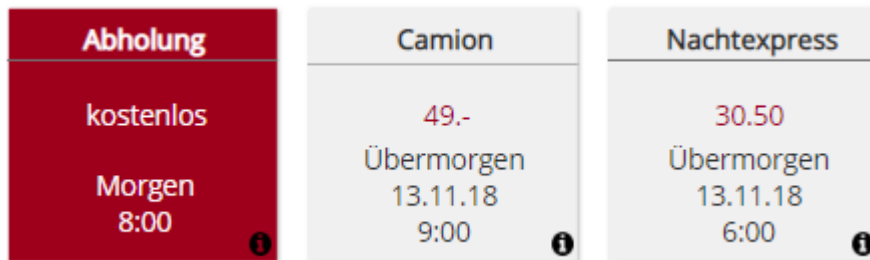 Abholung
kostenlos
Morgen
8:00
Camion
49.-
Übermorgen
13.11.18
9:00
Nachtexpress
30.50
Übermorgen
13.11.18
6:00